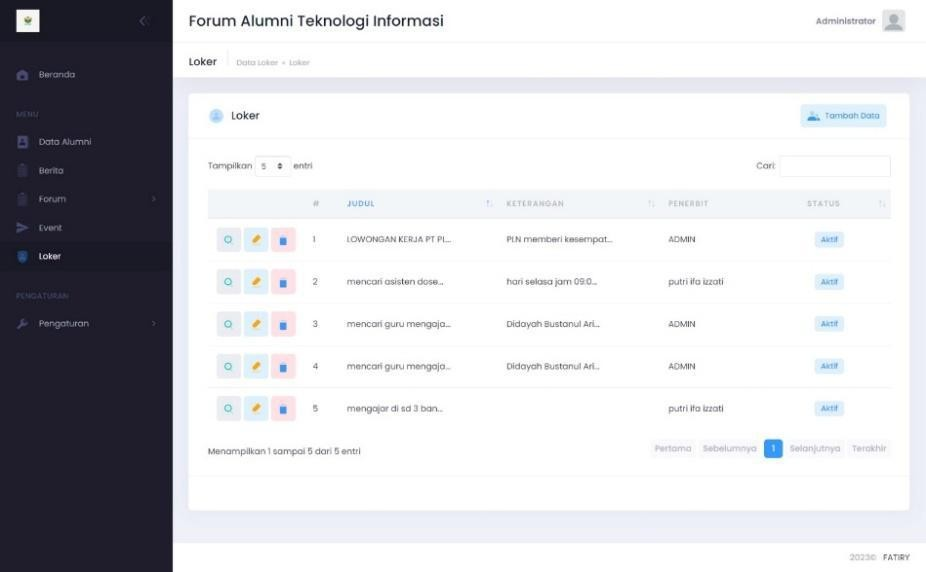 Forum Alumni Teknologi Informasi
Administrator
Loker Data Loker • Loker
Beranda
MENU
Data Alumni
Berita
Forum
Event
Loker
PENGATURAN
Pengaturan
Loker
Tambah Data
Tampilkan 5 entri
Cari:
# JUDUL KETERANGAN PENERBIT STATUS
1 LOWONGAN KERJA PT PL... PLN memberi kesempat... ADMIN Aktif
2 mencari asisten dose... hari selasa jam 09:0... putri ifa izzati Aktif
3 mencari guru mengaja... Didayah Bustanul Ari... ADMIN Aktif
4 mencari guru mengaja... Didayah Bustanul Ari... ADMIN Aktif
5 mengajar di sd 3 ban... putri ifa izzati Aktif
Menampilkan 1 sampai 5 dari 5 entri
Pertama Sebelumnya 1 Selanjutnya Terakhir
2023© FATIRY